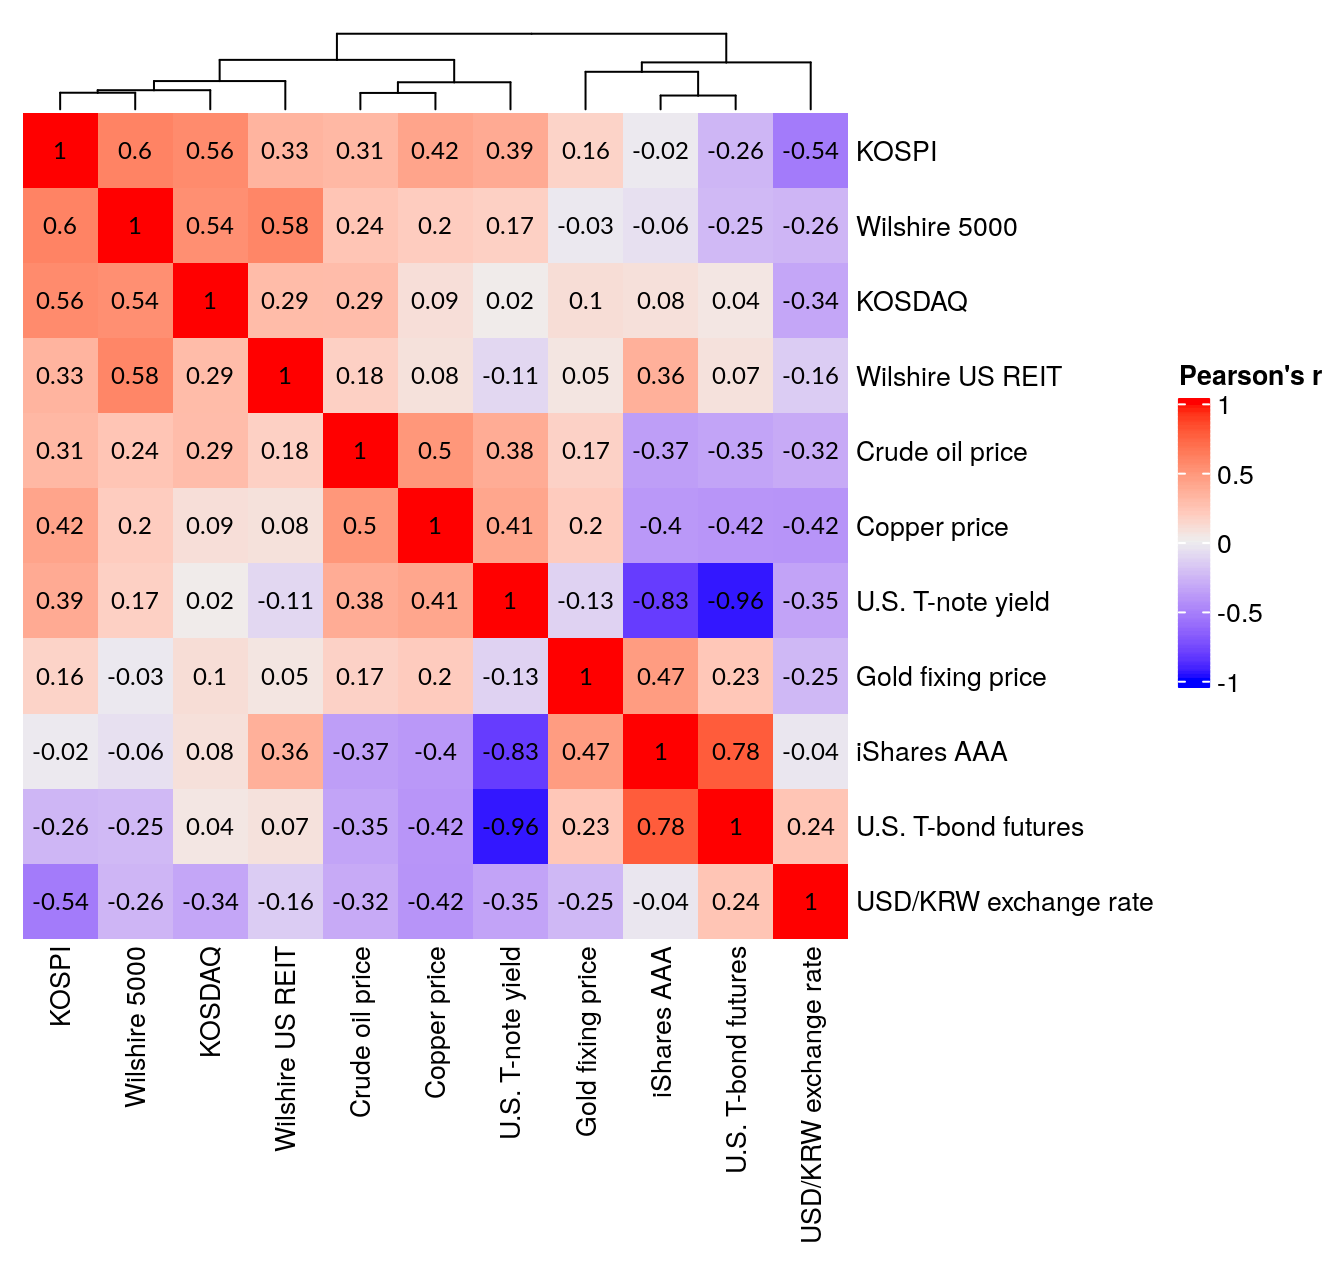 1 0.6 0.56 0.33 0.31 0.42 0.39 0.16 -0.02 -0.26 -0.54 KOSPI
0.6 1 0.54 0.58 0.24 0.2 0.17 -0.03 -0.06 -0.25 -0.26 Wilshire 5000
0.56 0.54 1 0.29 0.29 0.09 0.02 0.1 0.08 0.04 -0.34 KOSDAQ
0.33 0.58 0.29 1 0.18 0.08 -0.11 0.05 0.36 0.07 -0.16 Wilshire US REIT
0.31 0.24 0.29 0.18 1 0.5 0.38 0.17 -0.37 -0.35 -0.32 Crude oil price
0.42 0.2 0.09 0.08 0.5 1 0.41 0.2 -0.4 -0.42 -0.42 Copper price
0.39 0.17 0.02 -0.11 0.38 0.41 1 -0.13 -0.83 -0.96 -0.35 U.S. T-note yield
0.16 -0.03 0.1 0.05 0.17 0.2 -0.13 1 0.47 0.23 -0.25 Gold fixing price
-0.02 -0.06 0.08 0.36 -0.37 -0.4 -0.83 0.47 1 0.78 -0.04 iShares AAA
-0.26 -0.25 0.04 0.07 -0.35 -0.42 -0.96 0.23 0.78 1 0.24 U.S. T-bond futures
-0.54 -0.26 -0.34 -0.16 -0.32 -0.42 -0.35 -0.25 -0.04 0.24 1 USD/KRW exchange rate
KOSPI
Wilshire 5000
KOSDAQ
Wilshire US REIT
Crude oil price
Copper price
U.S. T-note yield
Gold fixing price
iShares AAA
U.S. T-bond futures
USD/KRW exchange rate
Pearson's r
1
0.5
0
-0.5
-1